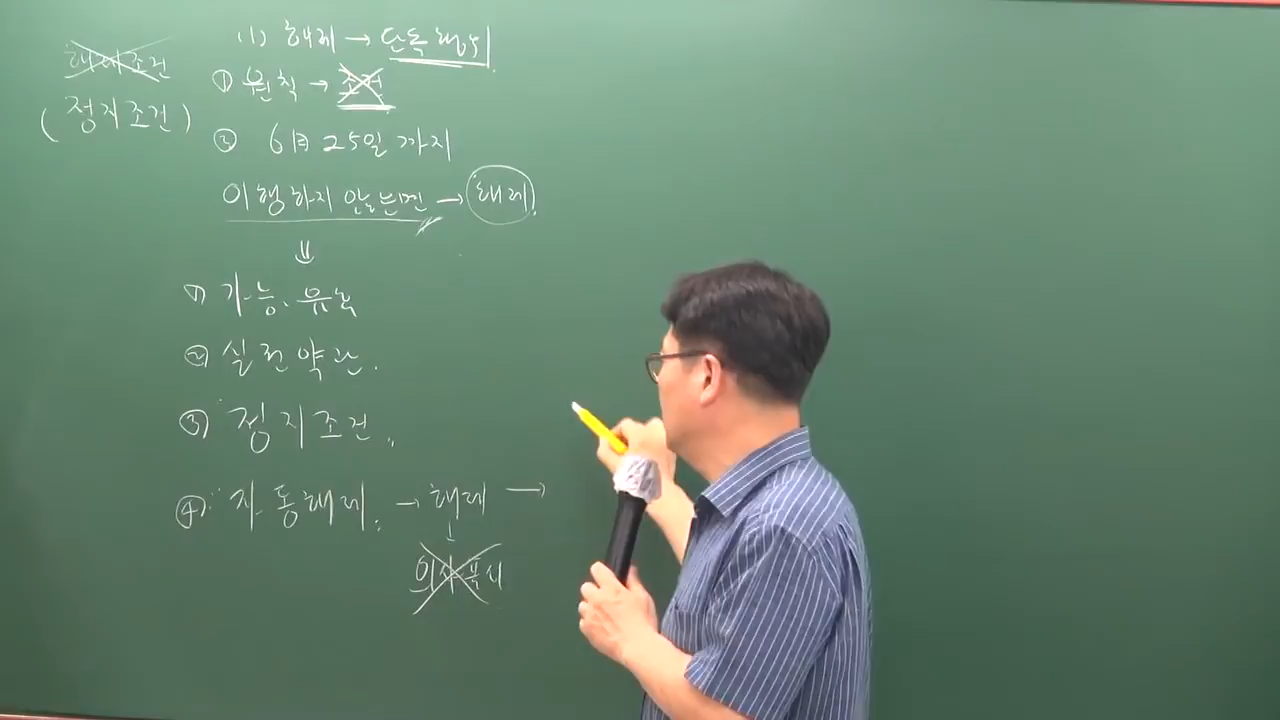 해제조건
( 정지조건 )
(1) 해제 → 단독행위
① 원칙 → 조건
② 6月 25일 까지
이행하지 않으면 → 해제
⇓
① 가능, 유효
② 실권약관.
③ 정지조건
④ 자동해제 → 해제 →
↓
의사표시